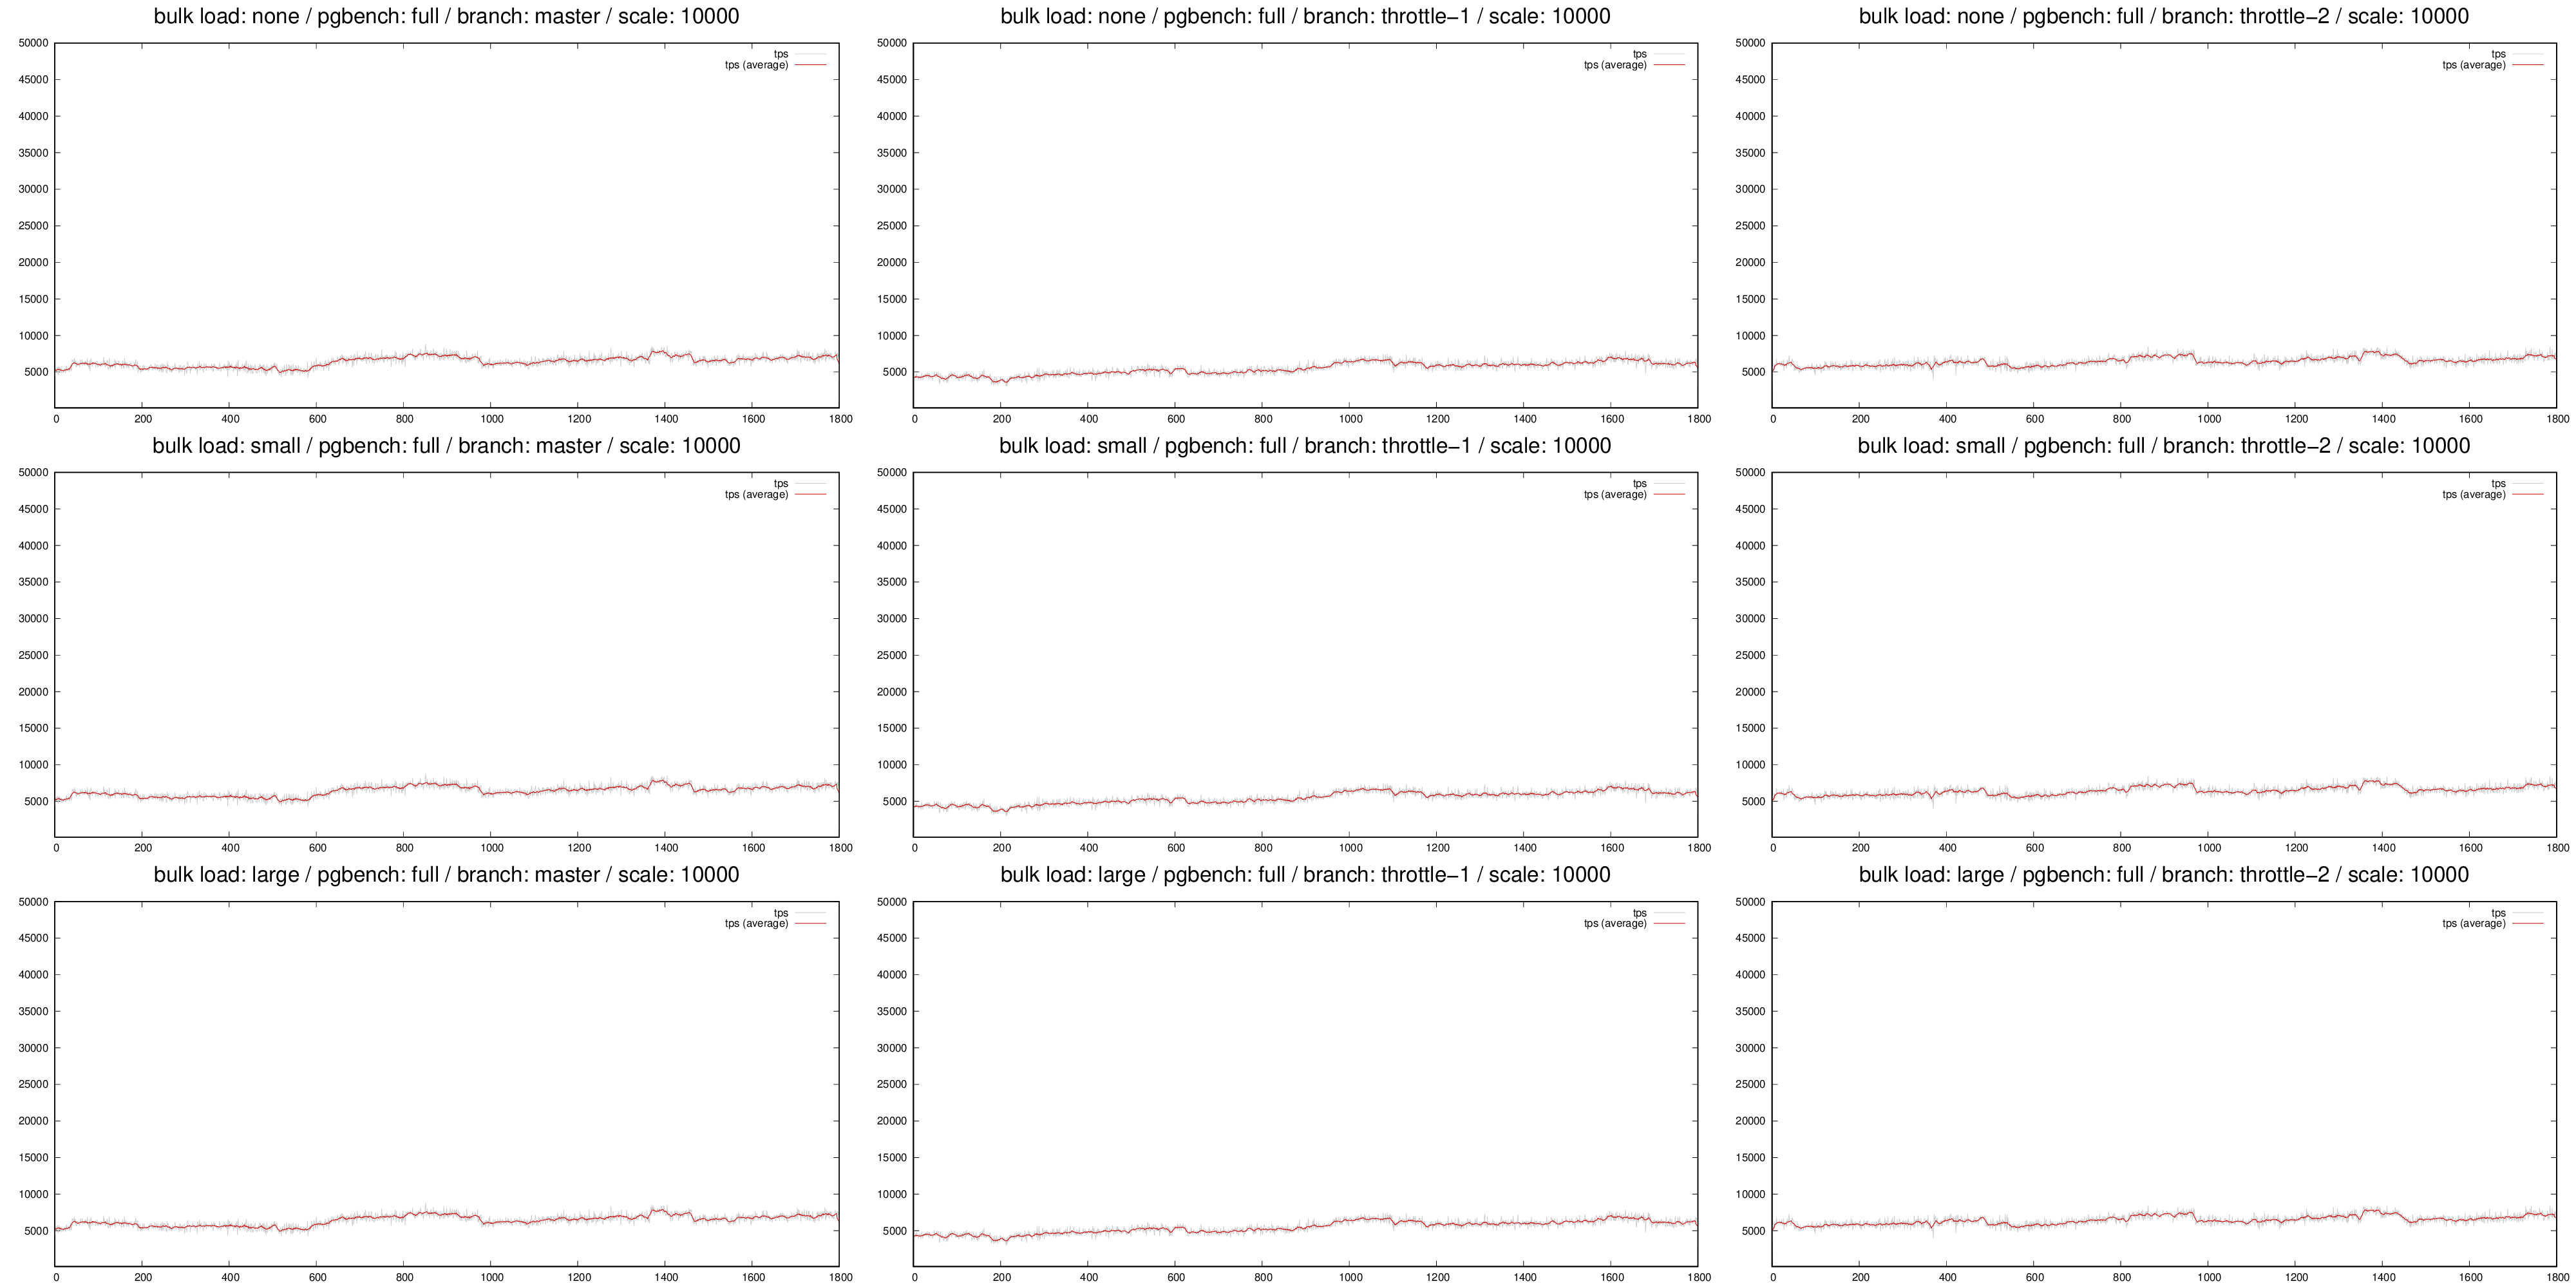 bulk load: none / pgbench: full / branch: master / scale: 10000
50000
tps
tps (average)
45000
40000
35000
30000
25000
20000
15000
10000
5000
0 200 400 600 800 1000 1200 1400 1600 1800
bulk load: none / pgbench: full / branch: throttle−1 / scale: 10000
50000
tps
tps (average)
45000
40000
35000
30000
25000
20000
15000
10000
5000
0 200 400 600 800 1000 1200 1400 1600 1800
bulk load: none / pgbench: full / branch: throttle−2 / scale: 10000
50000
tps
tps (average)
45000
40000
35000
30000
25000
20000
15000
10000
5000
0 200 400 600 800 1000 1200 1400 1600 1800
bulk load: small / pgbench: full / branch: master / scale: 10000
50000
tps
tps (average)
45000
40000
35000
30000
25000
20000
15000
10000
5000
0 200 400 600 800 1000 1200 1400 1600 1800
bulk load: small / pgbench: full / branch: throttle−1 / scale: 10000
50000
tps
tps (average)
45000
40000
35000
30000
25000
20000
15000
10000
5000
0 200 400 600 800 1000 1200 1400 1600 1800
bulk load: small / pgbench: full / branch: throttle−2 / scale: 10000
50000
tps
tps (average)
45000
40000
35000
30000
25000
20000
15000
10000
5000
0 200 400 600 800 1000 1200 1400 1600 1800
bulk load: large / pgbench: full / branch: master / scale: 10000
50000
tps
tps (average)
45000
40000
35000
30000
25000
20000
15000
10000
5000
0 200 400 600 800 1000 1200 1400 1600 1800
bulk load: large / pgbench: full / branch: throttle−1 / scale: 10000
50000
tps
tps (average)
45000
40000
35000
30000
25000
20000
15000
10000
5000
0 200 400 600 800 1000 1200 1400 1600 1800
bulk load: large / pgbench: full / branch: throttle−2 / scale: 10000
50000
tps
tps (average)
45000
40000
35000
30000
25000
20000
15000
10000
5000
0 200 400 600 800 1000 1200 1400 1600 1800